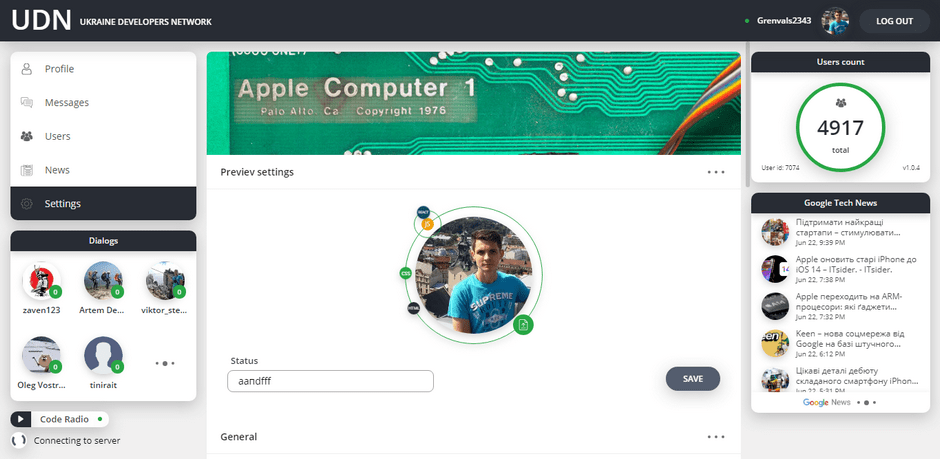 UDN UKRAINE DEVELOPERS NETWORK
Grenvals2343
LOG OUT
Profile
Messages
Users
News
Settings
Dialogs
0
0
0
zaven123
Artem De...
viktor_ste...
0
0
Oleg Vostr...
tinirait
Code Radio
Connecting to server
Apple Computer 1
Palo Alto, Ca. Copyright 1976
Previev settings
CSS
HTML
SUPREME
Status
aandfff
SAVE
General
Users count
4917
total
User id: 7074
v1.0.4
Google Tech News
Підтримати найкращі
стартапи – стимулювати...
Jun 22, 9:39 PM
Apple оновить старі iPhone до
iOS 14 – ITsider. - ITsider.
Jun 22, 7:38 PM
Apple переходить на ARM-
процесори: які ґаджети...
Jun 22, 7:32 PM
Keen – нова соцмережа від
Google на базі штучного...
Jun 22, 6:12 PM
Цікаві деталі дебюту
складаного смартфону iPhon...
Google News